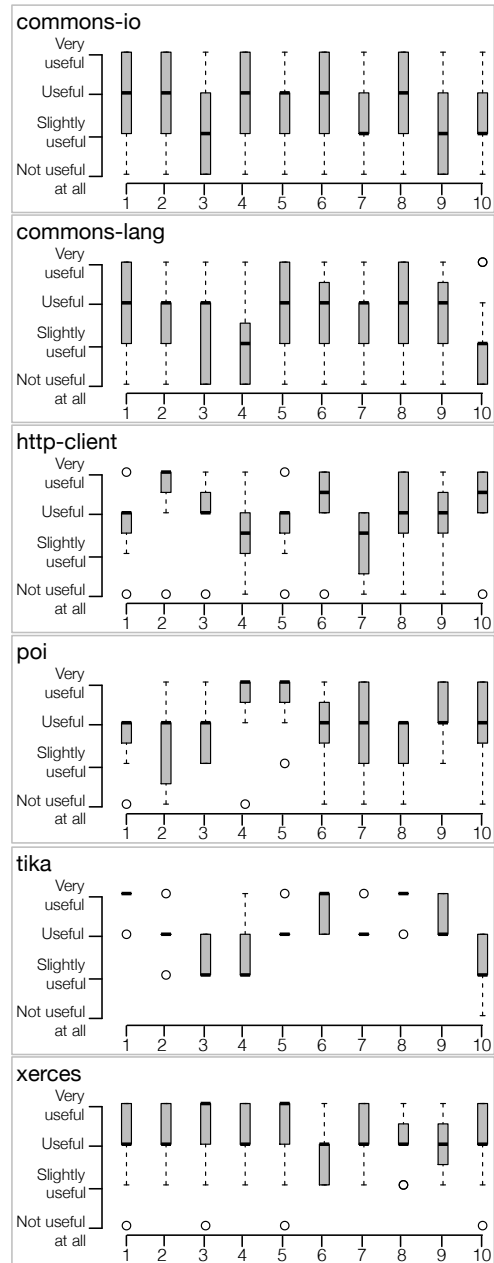 commons-io
Very
useful
Useful
Slightly
useful
Not useful
at all
1 2 3 4 5 6 7 8 9 10
commons-lang
Very
useful
Useful
Slightly
useful
Not useful
at all
1 2 3 4 5 6 7 8 9 10
http-client
Very
useful
Useful
Slightly
useful
Not useful
at all
1 2 3 4 5 6 7 8 9 10
poi
Very
useful
Useful
Slightly
useful
Not useful
at all
1 2 3 4 5 6 7 8 9 10
tika
Very
useful
Useful
Slightly
useful
Not useful
at all
1 2 3 4 5 6 7 8 9 10
xerces
Very
useful
Useful
Slightly
useful
Not useful
at all
1 2 3 4 5 6 7 8 9 10